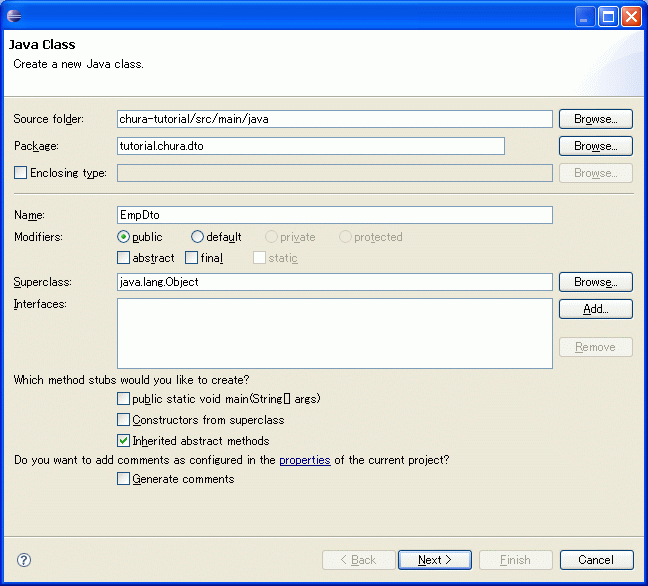 Java Class
Create a new Java class.
Source folder: chura-tutorial/src/main/java Browse...
Package: tutorial.chura.dto Browse...
Enclosing type: Browse...
Name: EmpDto
Modifiers: public default private protected
abstract final static
Superclass: java.lang.Object Browse...
Interfaces: Add...
Remove
Which method stubs would you like to create?
public static void main(String[] args)
Constructors from superclass
Inherited abstract methods
Do you want to add comments as configured in the properties of the current project?
Generate comments
? < Back Next > Finish Cancel